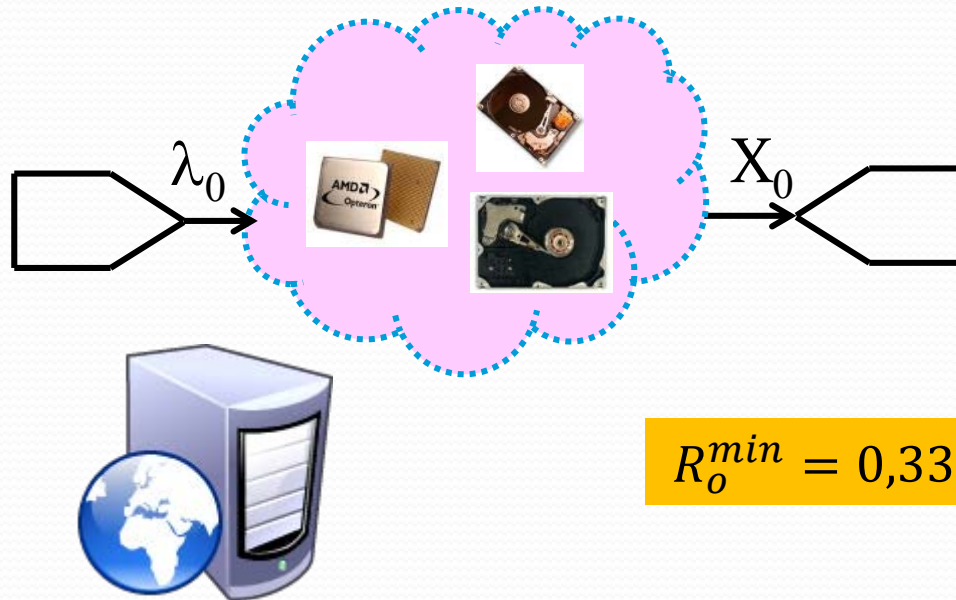 λ₀
X₀
AMD
Opteron
R_o^{min} = 0,33